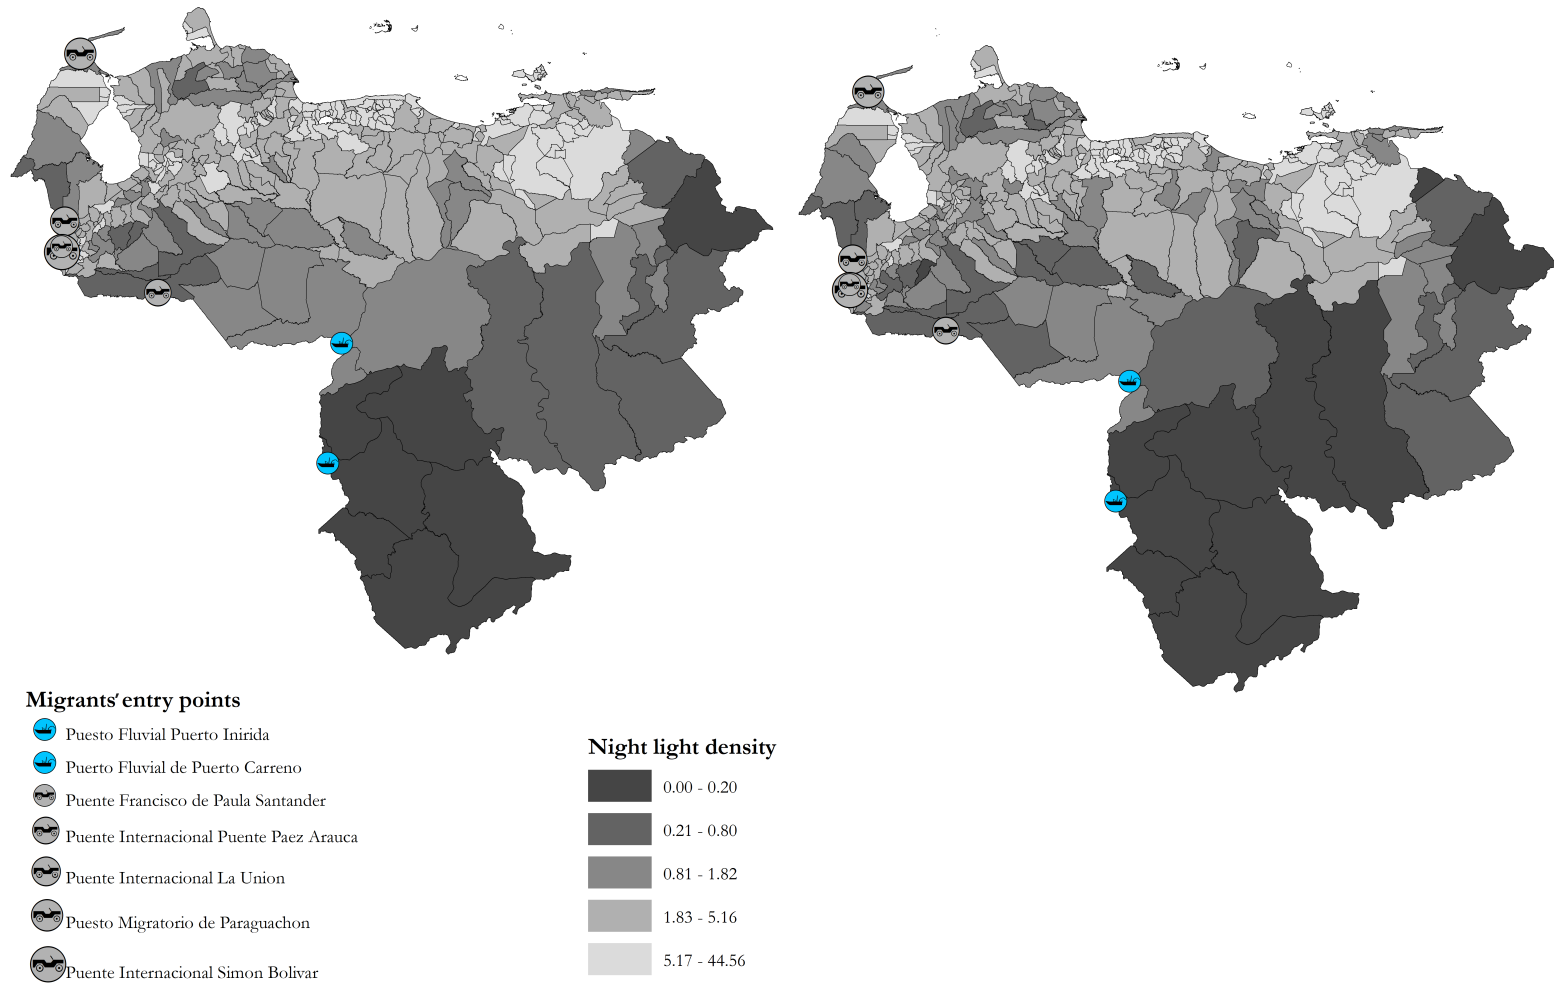 Migrants' entry points
Puesto Fluvial Puerto Inirida
Puerto Fluvial de Puerto Carreno
Puente Francisco de Paula Santander
Puente Internacional Puente Paez Arauca
Puente Internacional La Union
Puesto Migratorio de Paraguachon
Puente Internacional Simon Bolivar
Night light density
0.00 - 0.20
0.21 - 0.80
0.81 - 1.82
1.83 - 5.16
5.17 - 44.56